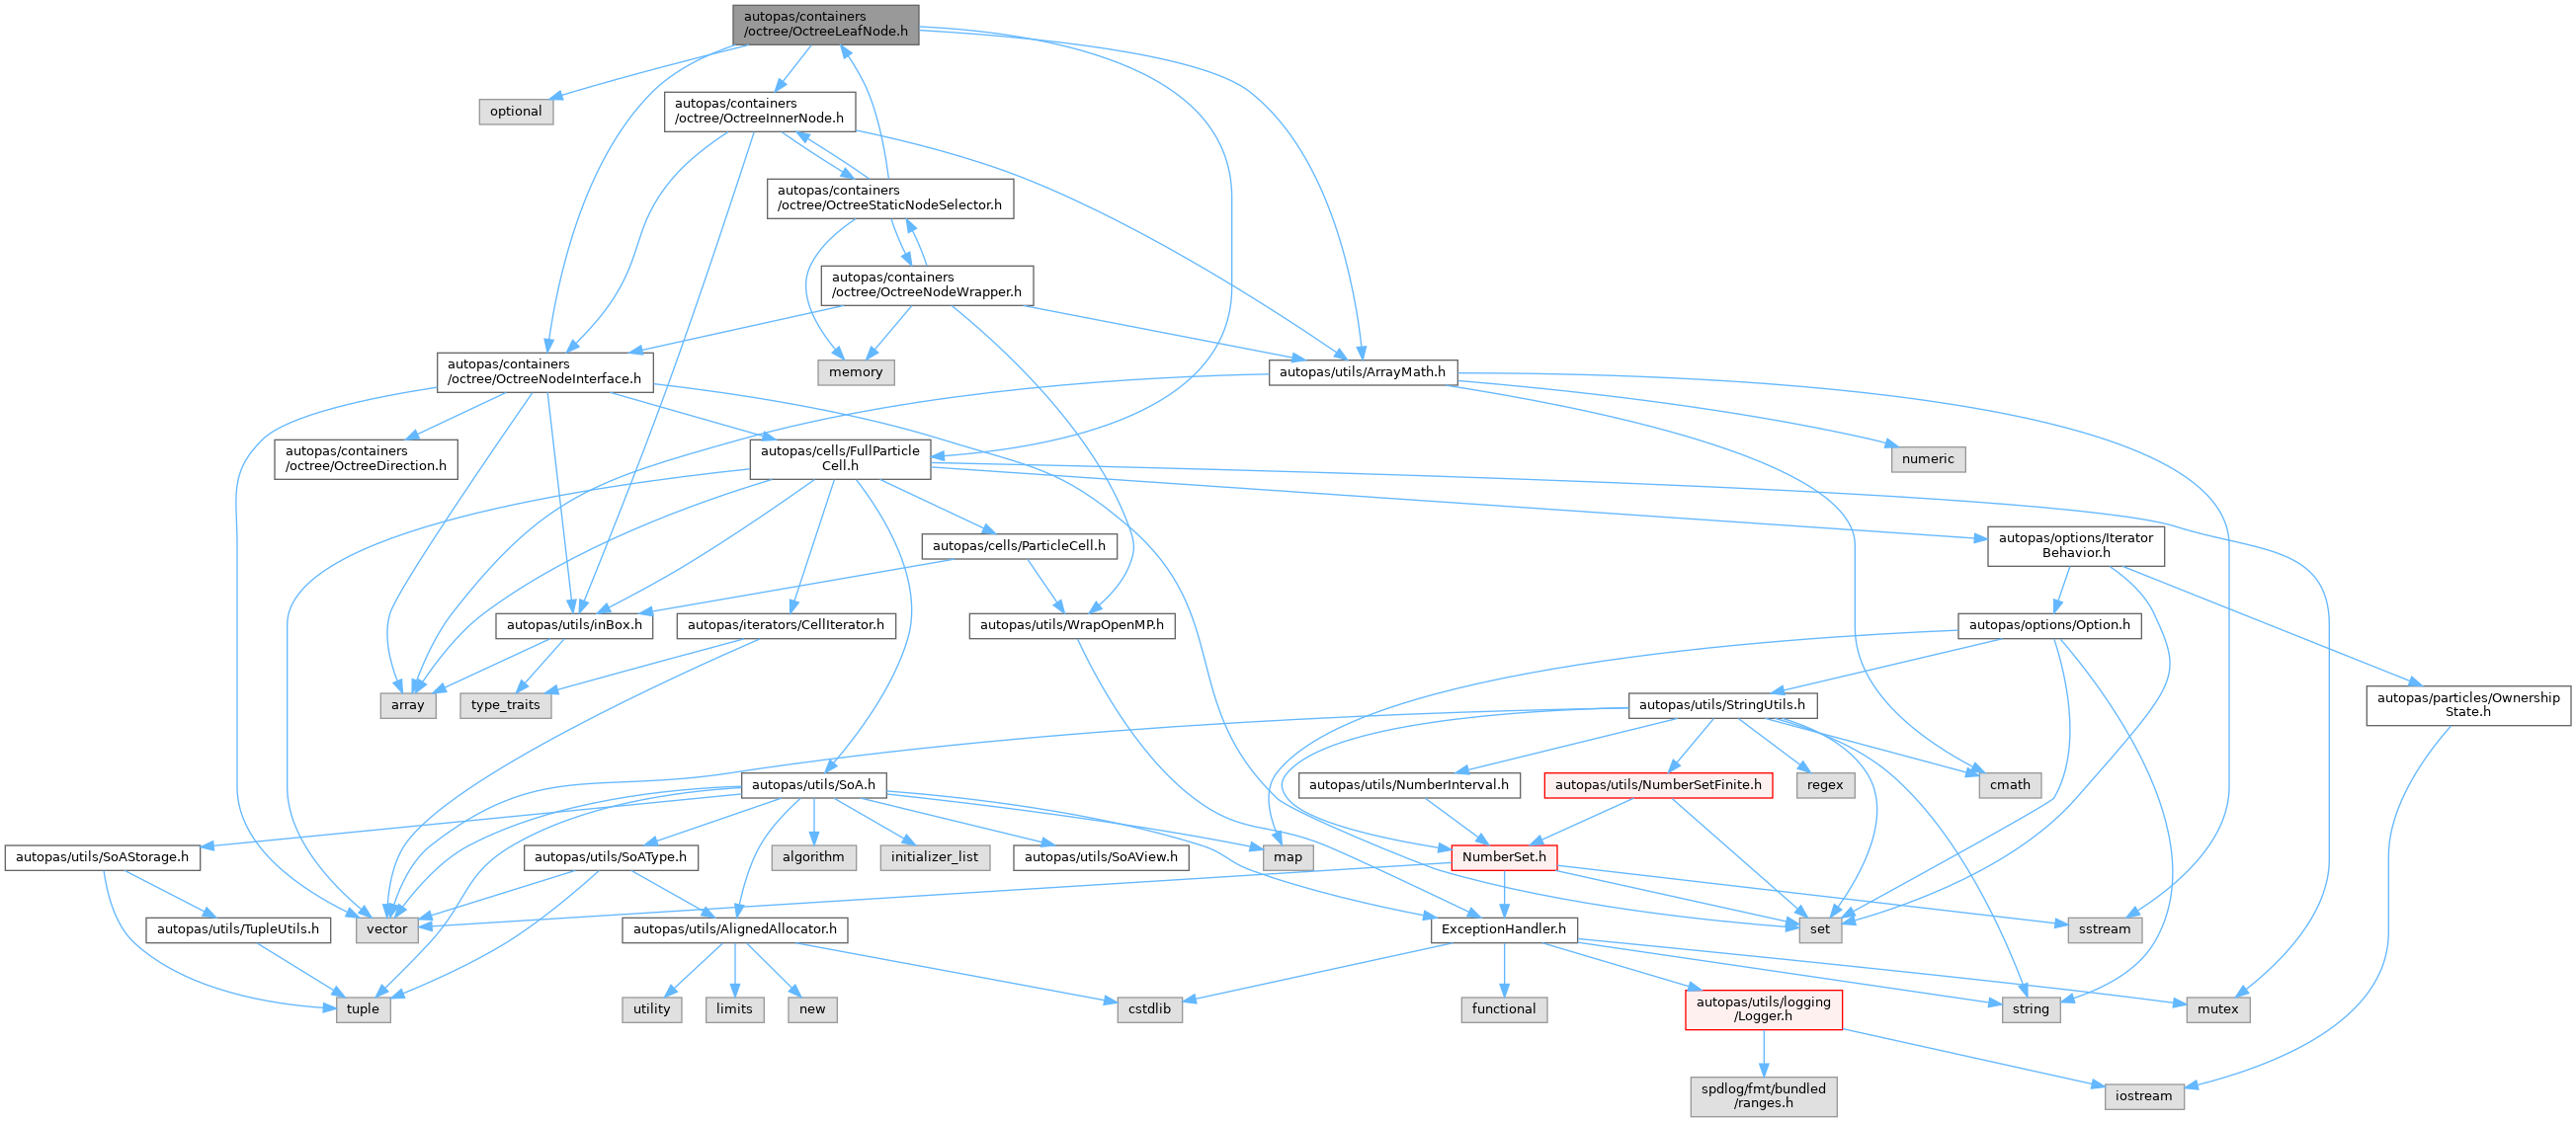 autopas/containers
/octree/OctreeLeafNode.h
optional
autopas/containers
/octree/OctreeInnerNode.h
autopas/containers
/octree/OctreeStaticNodeSelector.h
autopas/containers
/octree/OctreeNodeWrapper.h
autopas/containers
/octree/OctreeNodeInterface.h
memory
autopas/utils/ArrayMath.h
autopas/containers
/octree/OctreeDirection.h
autopas/cells/FullParticle
Cell.h
numeric
autopas/cells/ParticleCell.h
autopas/options/Iterator
Behavior.h
autopas/utils/inBox.h
autopas/iterators/CellIterator.h
autopas/utils/WrapOpenMP.h
autopas/options/Option.h
array
type_traits
autopas/utils/StringUtils.h
autopas/particles/Ownership
State.h
autopas/utils/SoA.h
autopas/utils/NumberInterval.h
autopas/utils/NumberSetFinite.h
regex
cmath
autopas/utils/SoAStorage.h
autopas/utils/SoAType.h
algorithm
initializer_list
autopas/utils/SoAView.h
map
NumberSet.h
autopas/utils/TupleUtils.h
vector
autopas/utils/AlignedAllocator.h
ExceptionHandler.h
set
sstream
tuple
utility
limits
new
cstdlib
functional
autopas/utils/logging
/Logger.h
string
mutex
spdlog/fmt/bundled
/ranges.h
iostream